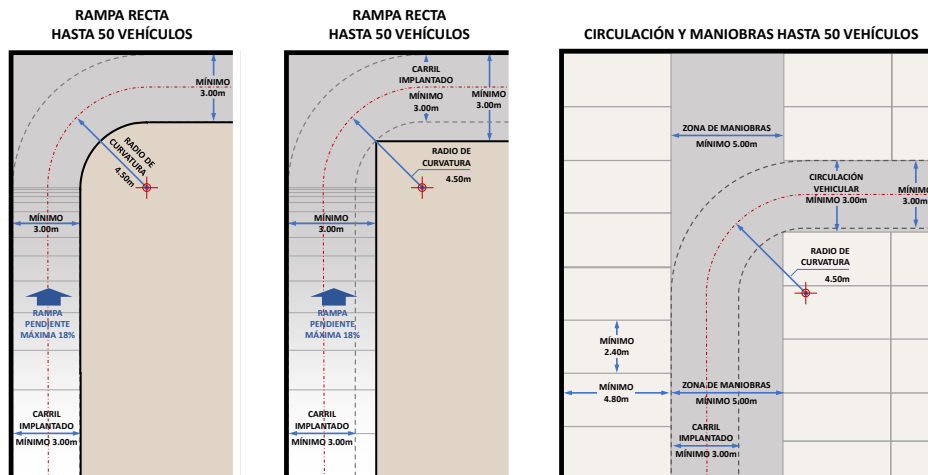 RAMPA RECTA
HASTA 50 VEHÍCULOS
MÍNIMO
3.00m
RADIO DE
CURVATURA
4.50m
MÍNIMO
3.00m
RAMPA
PENDIENTE
MÁXIMA 18%
CARRIL
IMPLANTADO
MÍNIMO 3.00m
RAMPA RECTA
HASTA 50 VEHÍCULOS
CARRIL
IMPLANTADO
MÍNIMO
3.00m
MÍNIMO
3.00m
RADIO DE
CURVATURA
4.50m
MÍNIMO
3.00m
RAMPA
PENDIENTE
MÁXIMA 18%
CARRIL
IMPLANTADO
MÍNIMO 3.00m
CIRCULACIÓN Y MANIOBRAS HASTA 50 VEHÍCULOS
ZONA DE MANIOBRAS
MÍNIMO 5.00m
CIRCULACIÓN
VEHICULAR
MÍNIMO 3.00m
MÍNIMO
3.00m
RADIO DE
CURVATURA
4.50m
MÍNIMO
2.40m
MÍNIMO
4.80m
ZONA DE MANIOBRAS
MÍNIMO 5.00m
CARRIL
IMPLANTADO
MÍNIMO 3.00m